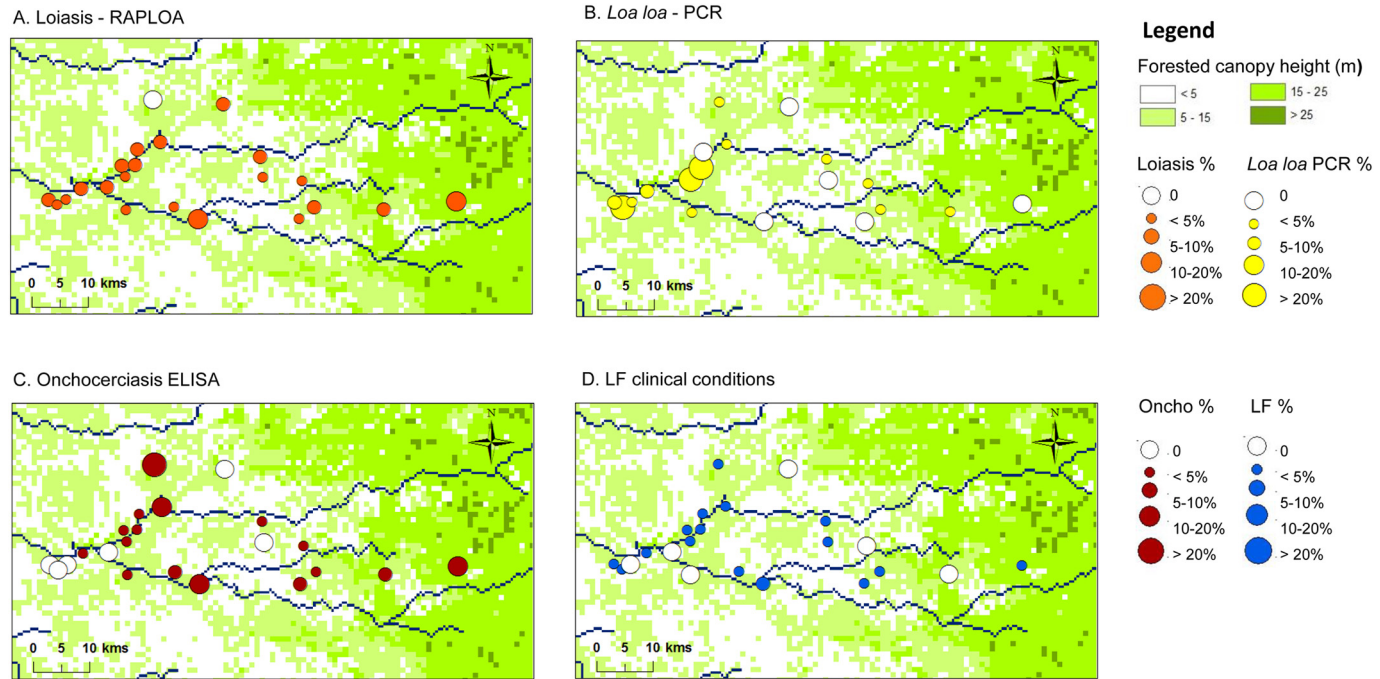 A. Loiasis - RAPLOA
N
0 5 10 kms
B. Loa loa - PCR
N
0 5 10 kms
Legend
Forested canopy height (m)
< 5
15 - 25
5 - 15
> 25
Loiasis %
0
< 5%
5-10%
10-20%
> 20%
Loa loa PCR %
0
< 5%
5-10%
10-20%
> 20%
C. Onchocerciasis ELISA
N
0 5 10 kms
D. LF clinical conditions
N
0 5 10 kms
Oncho %
0
< 5%
5-10%
10-20%
> 20%
LF %
0
< 5%
5-10%
10-20%
> 20%